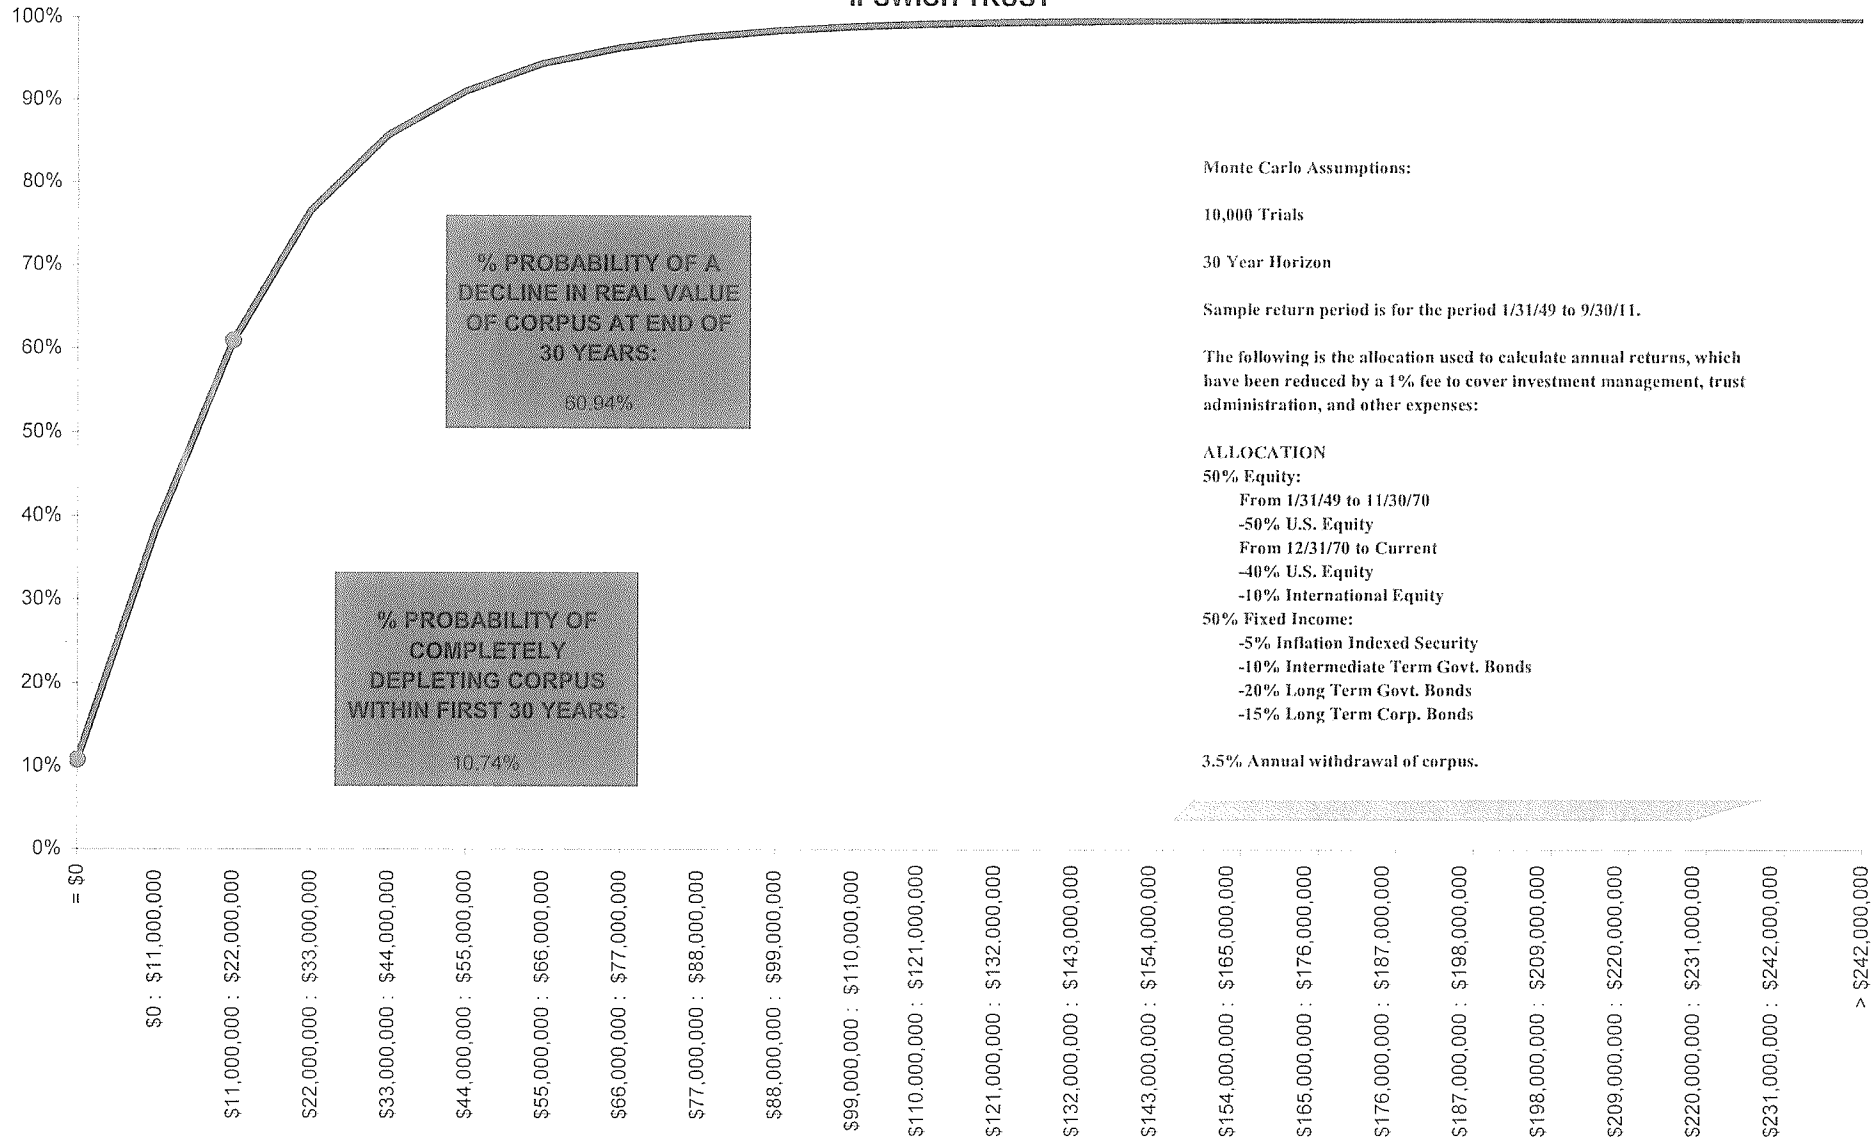 TRUST
100%
90%
80%
70%
60%
50%
40%
30%
20%
10%
0%
% PROBABILITY OF A
DECLINE IN REAL VALUE
OF CORPUS AT END OF
30 YEARS:
60.94%
% PROBABILITY OF
COMPLETELY
DEPLETING CORPUS
WITHIN FIRST 30 YEARS:
10.74%
Monte Carlo Assumptions:
10,000 Trials
30 Year Horizon
Sample return period is for the period 1/31/49 to 9/30/11.
The following is the allocation used to calculate annual returns, which
have been reduced by a 1% fee to cover investment management, trust
administration, and other expenses:
ALLOCATION
50% Equity:
From 1/31/49 to 11/30/70
-50% U.S. Equity
From 12/31/70 to Current
-40% U.S. Equity
-10% International Equity
50% Fixed Income:
-5% Inflation Indexed Security
-10% Intermediate Term Govt. Bonds
-20% Long Term Govt. Bonds
-15% Long Term Corp. Bonds
3.5% Annual withdrawal of corpus.
= $0
$0 : $11,000,000
$11,000,000 : $22,000,000
$22,000,000 : $33,000,000
$33,000,000 : $44,000,000
$44,000,000 : $55,000,000
$55,000,000 : $66,000,000
$66,000,000 : $77,000,000
$77,000,000 : $88,000,000
$88,000,000 : $99,000,000
$99,000,000 : $110,000,000
$110,000,000 : $121,000,000
$121,000,000 : $132,000,000
$132,000,000 : $143,000,000
$143,000,000 : $154,000,000
$154,000,000 : $165,000,000
$165,000,000 : $176,000,000
$176,000,000 : $187,000,000
$187,000,000 : $198,000,000
$198,000,000 : $209,000,000
$209,000,000 : $220,000,000
$220,000,000 : $231,000,000
$231,000,000 : $242,000,000
> $242,000,000